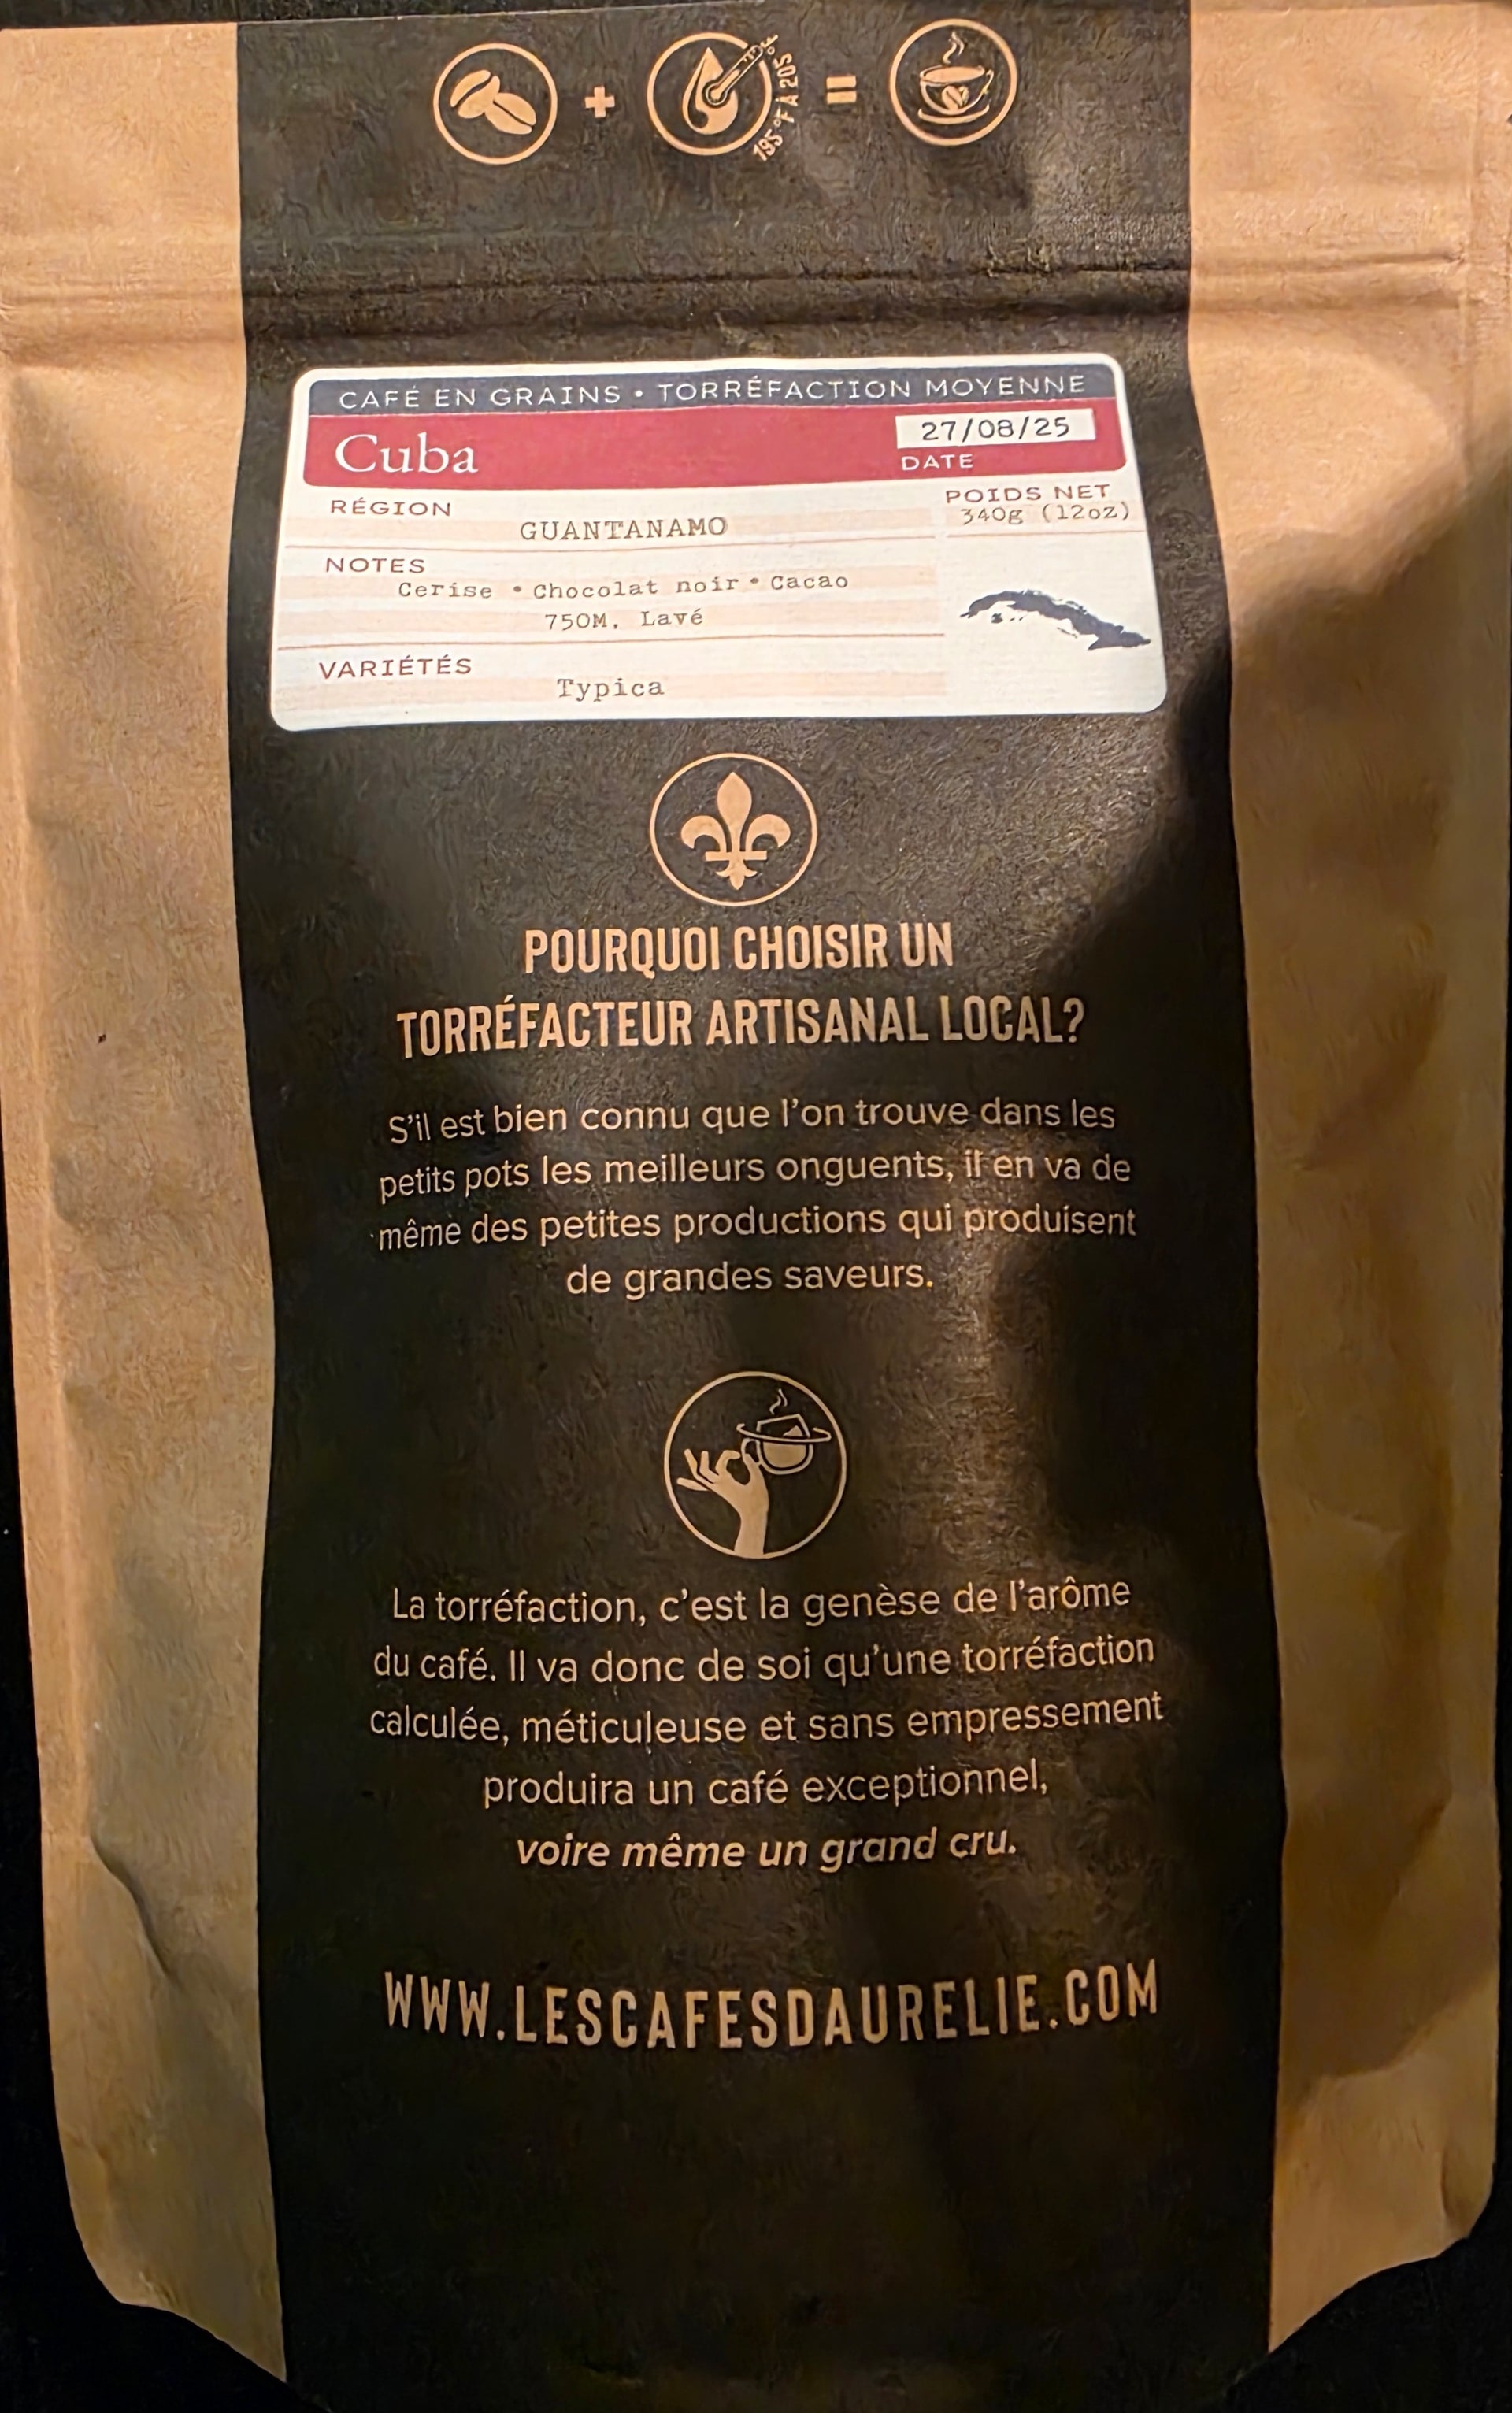 195 °F À 205 °F
CAFÉ EN GRAINS • TORRÉFACTION MOYENNE
Cuba
27/08/25
DATE
RÉGION
GUANTANAMO
POIDS NET
340g (12oz)
NOTES
Cerise • Chocolat noir • Cacao
750M, Lavé
VARIÉTÉS
Typica
POURQUOI CHOISIR UN
TORRÉFACTEUR ARTISANAL LOCAL?
S'il est bien connu que l'on trouve dans les
petits pots les meilleurs onguents, il en va de
même des petites productions qui produisent
de grandes saveurs.
La torréfaction, c'est la genèse de l'arôme
du café. Il va donc de soi qu'une torréfaction
calculée, méticuleuse et sans empressement
produira un café exceptionnel,
voire même un grand cru.
WWW.LESCAFESDAURELIE.COM